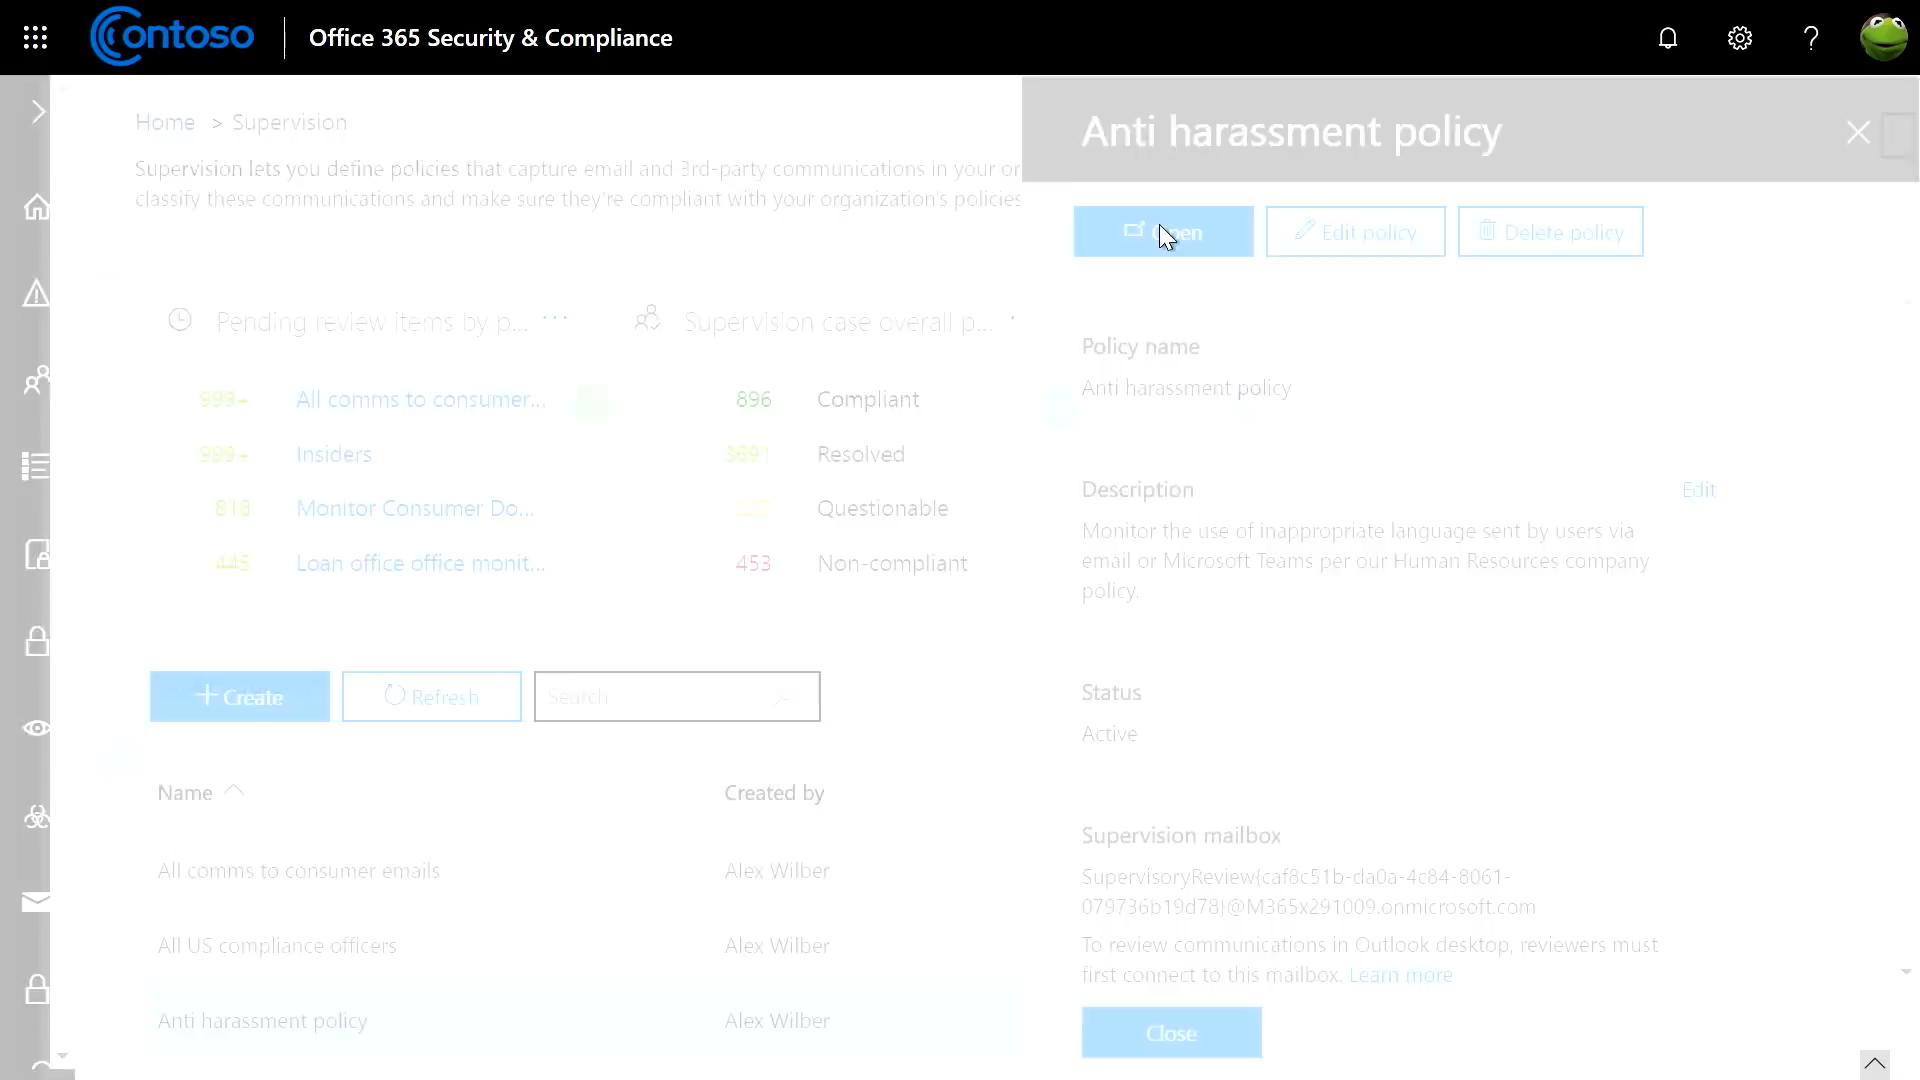 Contoso
Office 365 Security & Compliance
Home > Supervision
Supervision lets you define policies that capture email and 3rd-party communications in your or
classify these communications and make sure they're compliant with your organization's policies
Pending review items by p... ...
Supervision case overall p...
999+ All comms to consumer...
999+ Insiders
818 Monitor Consumer Do...
445 Loan office office monit...
896 Compliant
Resolved
Questionable
453 Non-compliant
+ Create
Refresh
Search
Name
Created by
All comms to consumer emails
Alex Wilber
All US compliance officers
Alex Wilber
Anti harassment policy
Alex Wilber
Anti harassment policy
Open
Edit policy
Delete policy
Policy name
Anti harassment policy
Description
Edit
Monitor the use of inappropriate language sent by users via
email or Microsoft Teams per our Human Resources company
policy.
Status
Active
Supervision mailbox
SupervisoryReview{caf8c51b-da0a-4c84-8061-
079736b19d78}@M365x291009.onmicrosoft.com
To review communications in Outlook desktop, reviewers must
first connect to this mailbox. Learn more
Close